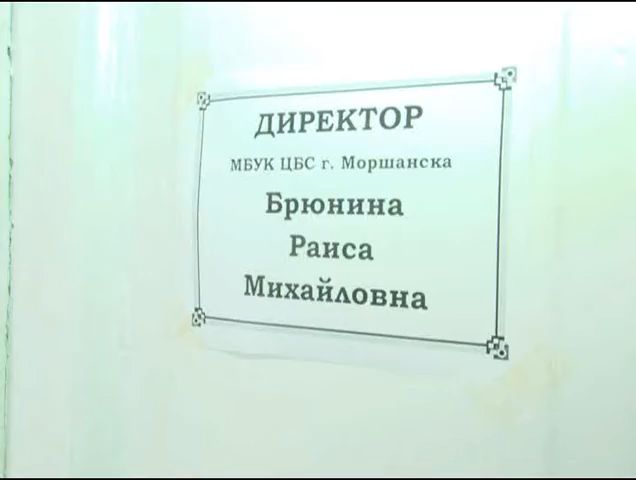 ДИРЕКТОР
МБУК ЦБС г. Моршанска
Брюнина
Раиса
Михайловна